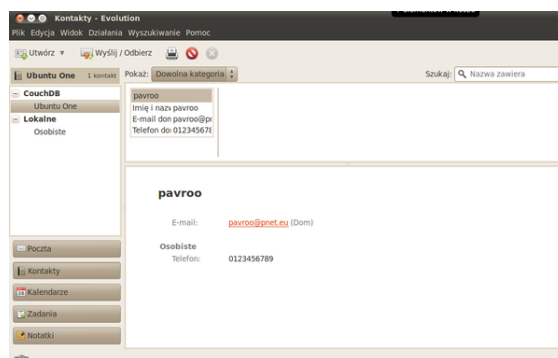 Kontakty - Evolution
Plik Edycja Widok Działania Wyszukiwanie Pomoc
Utwórz Wyślij / Odbierz
Ubuntu One 1 kontakt Pokaż: Dowolna kategoria Szukaj: Nazwa zawiera
CouchDB
Ubuntu One
Lokalne
Osobiste
pavroo
Imię i nazw pavroo
E-mail don pavroo@p
Telefon do 01234567
pavroo
E-mail: pavroo@pnet.eu (Dom)
Osobiste
Telefon: 0123456789
Poczta
Kontakty
Kalendarze
Zadania
Notatki